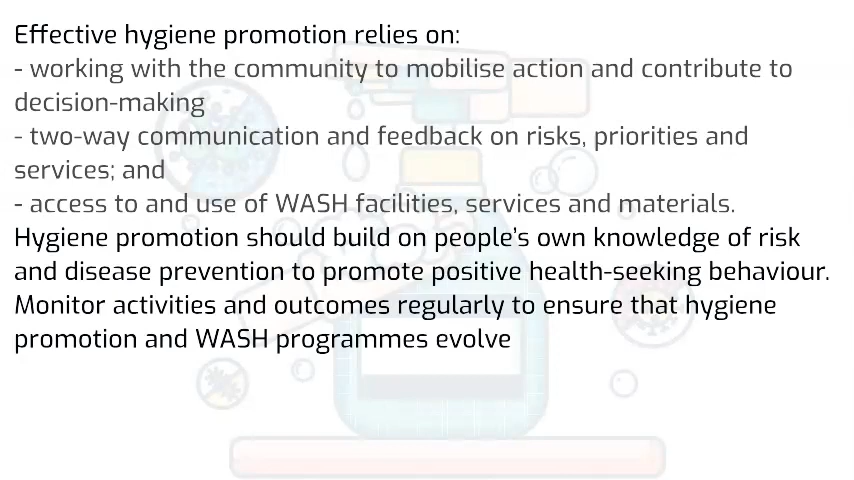 Effective hygiene promotion relies on:
- working with the community to mobilise action and contribute to
decision-making
- two-way communication and feedback on risks, priorities and
services; and
- access to and use of WASH facilities, services and materials.
Hygiene promotion should build on people’s own knowledge of risk
and disease prevention to promote positive health-seeking behaviour.
Monitor activities and outcomes regularly to ensure that hygiene
promotion and WASH programmes evolve